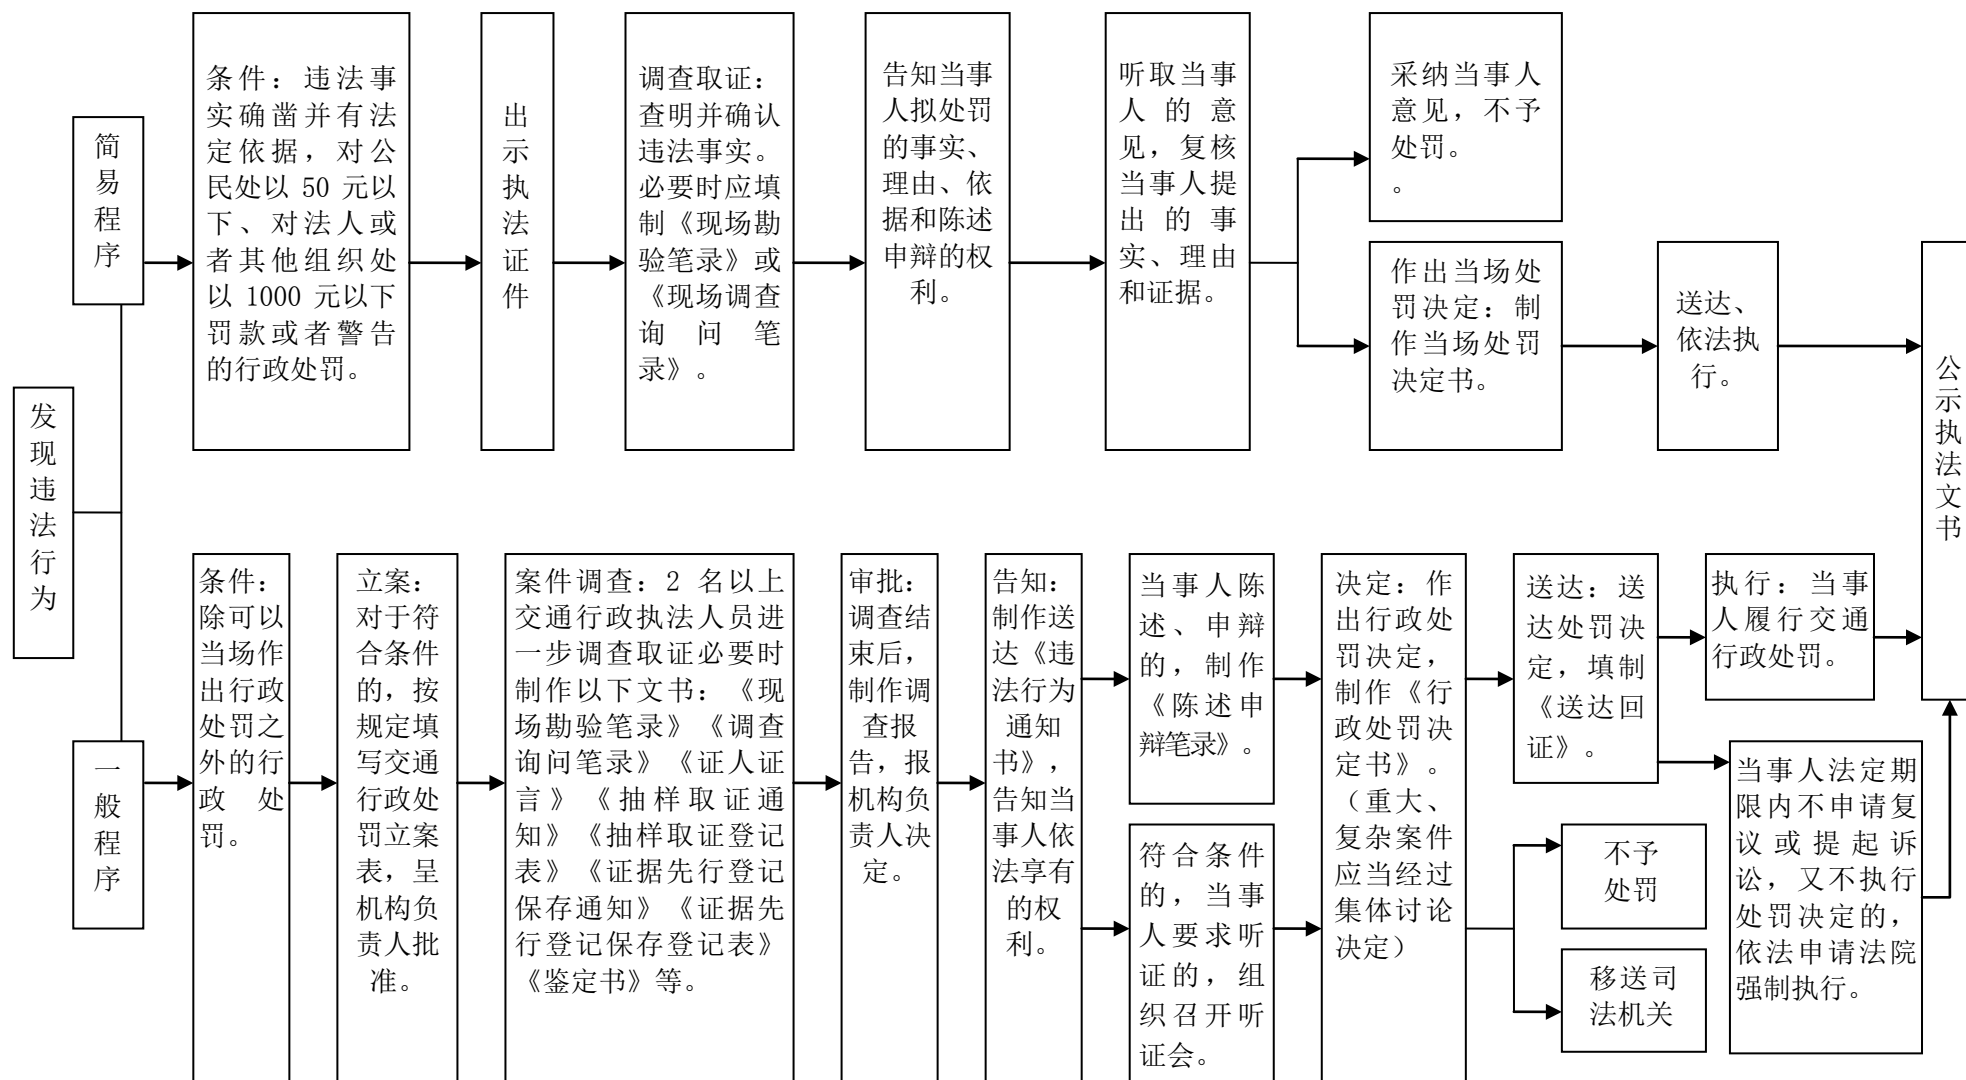 发现违法行为
简易程序
条件：违法事
实确凿并有法
定依据，对公
民处以 50 元以
下、对法人或
者其他组织处
以 1000 元以下
罚款或者警告
的行政处罚。
出示执法证件
调查取证：
查明并确认
违法事实。
必要时应填
制《现场勘
验笔录》或
《现场调查
询问笔
录》。
告知当事
人拟处罚
的事实、
理由、依
据和陈述
申辩的权
利。
听取当事
人的意
见，复核
当事人提
出的事
实、理由
和证据。
采纳当事人
意见，不予
处罚。
。
作出当场处
罚决定：制
作当场处罚
决定书。
送达、
依法执
行。
公示执法文书
一般程序
条件：
除可以
当场作
出行政
处罚之
外的行
政处
罚。
立案：
对于符
合条件
的，按
规定填
写交通
行政处
罚立案
表，呈
机构负
责人批
准。
案件调查：2 名以上
交通行政执法人员进
一步调查取证必要时
制作以下文书：《现
场勘验笔录》《调查
询问笔录》《证人证
言》《抽样取证通
知》《抽样取证登记
表》《证据先行登记
保存通知》《证据先
行登记保存登记表》
《鉴定书》等。
审批：
调查结
束后，
制作调
查报
告，报
机构负
责人决
定。
告知：
制作送
达《违
法行为
通知
书》，
告知当
事人依
法享有
的权
利。
当事人陈
述、申辩
的，制作
《陈述申
辩笔录》。
符合条件
的，当事
人要求听
证的，组
织召开听
证会。
决定：作
出行政处
罚决定，
制作《行
政处罚决
定书》。
（重大、
复杂案件
应当经过
集体讨论
决定）
送达：送
达处罚决
定，填制
《送达回
证》。
执行：当事
人履行交通
行政处罚。
当事人法定期
限内不申请复
议或提起诉
讼，又不执行
处罚决定的，
依法申请法院
强制执行。
不予
处罚
移送司
法机关